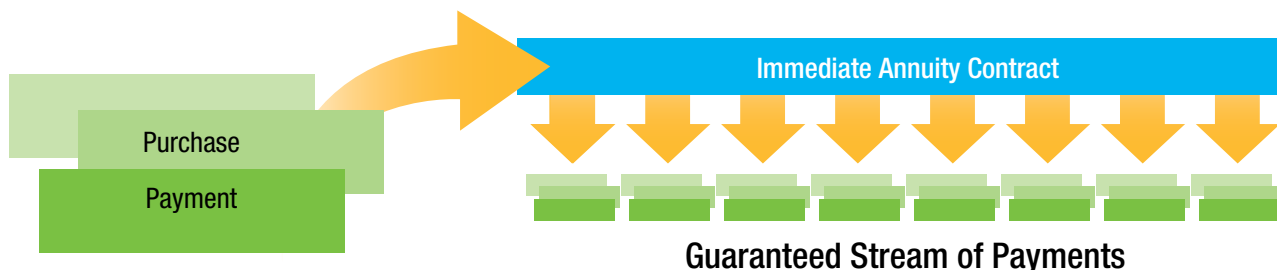 Purchase
Payment
Immediate Annuity Contract
Guaranteed Stream of Payments